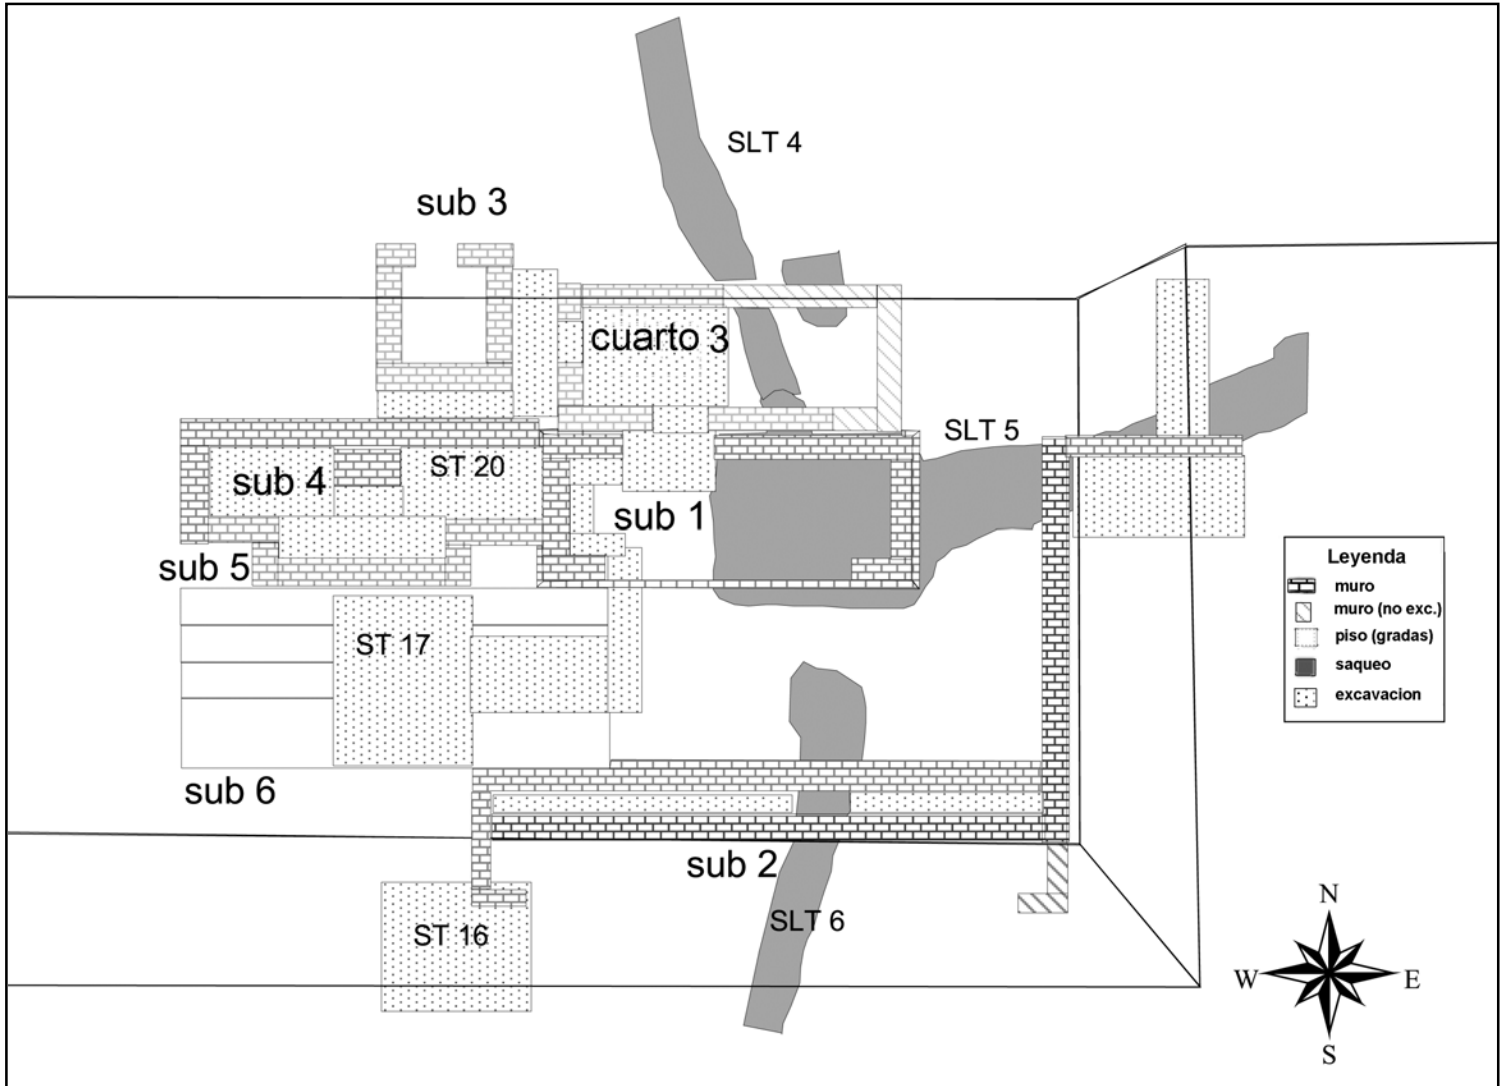 SLT 4
sub 3
cuarto 3
SLT 5
ST 20
sub 4
sub 1
sub 5
ST 17
sub 6
sub 2
SLT 6
ST 16
Leyenda
muro
muro (no exc.)
piso (gradas)
saqueo
excavacion
N
W
E
S